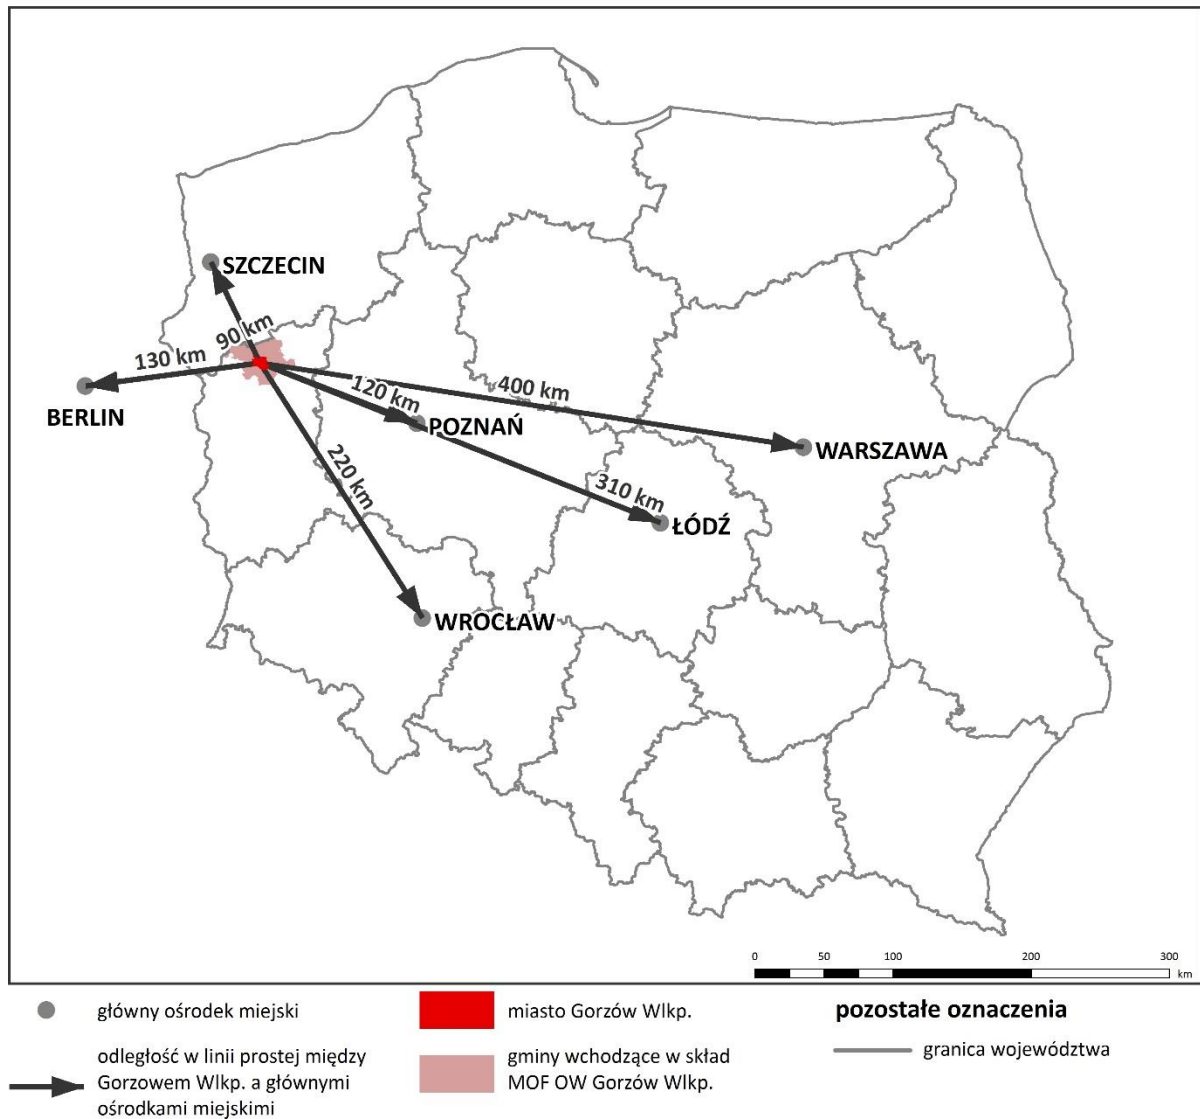 SZCZECIN
90 km
130 km
BERLIN
120 km
400 km
POZNAŃ
WARSZAWA
220 km
310 km
ŁÓDŹ
WROCŁAW
0 50 100 200 300
km
główny ośrodek miejski
odległość w linii prostej między
Gorzowem Wlkp. a głównymi
ośrodkami miejskimi
miasto Gorzów Wlkp.
gminy wchodzące w skład
MOF OW Gorzów Wlkp.
pozostałe oznaczenia
granica województwa